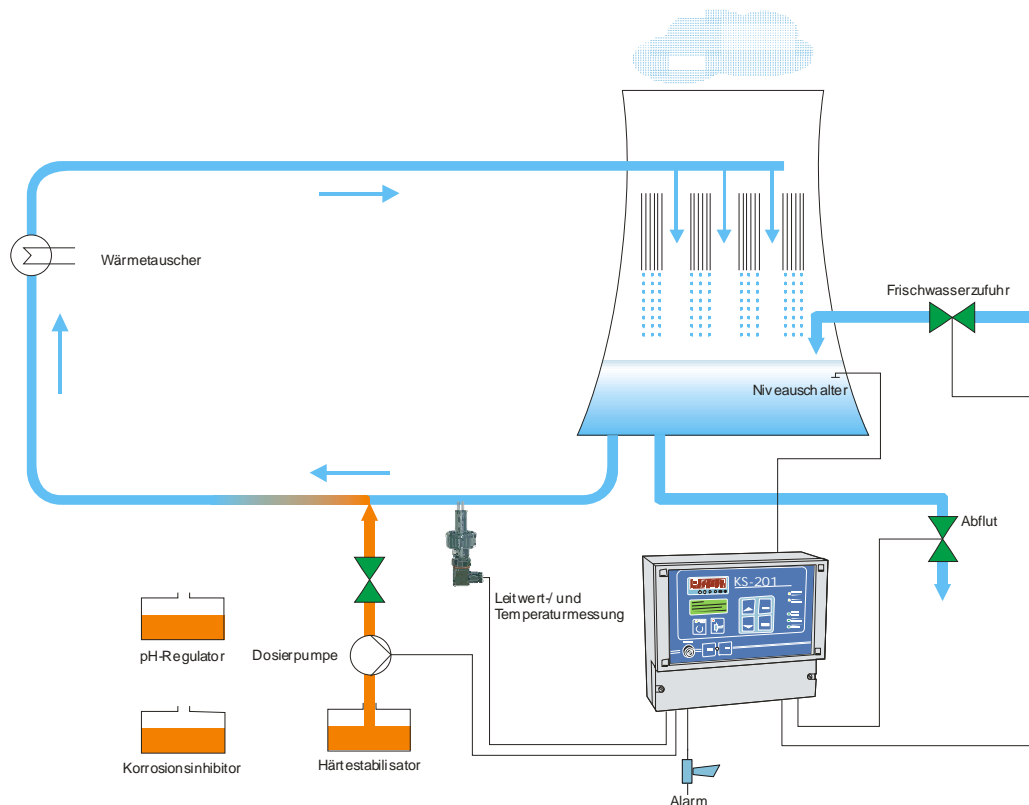 Wärmetauscher
Frischwasserzufuhr
Niveauschalter
Abflut
KS-201
Leitwert-/ und
Temperaturmessung
pH-Regulator
Dosierpumpe
Korrosionsinhibitor
Härtestabilisator
Alarm